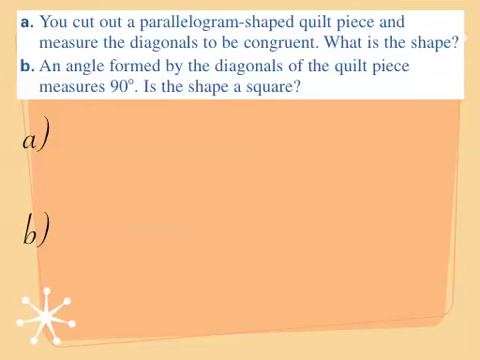 a. You cut out a parallelogram-shaped quilt piece and
measure the diagonals to be congruent. What is the shape?
b. An angle formed by the diagonals of the quilt piece
measures 90°. Is the shape a square?
a)
b)